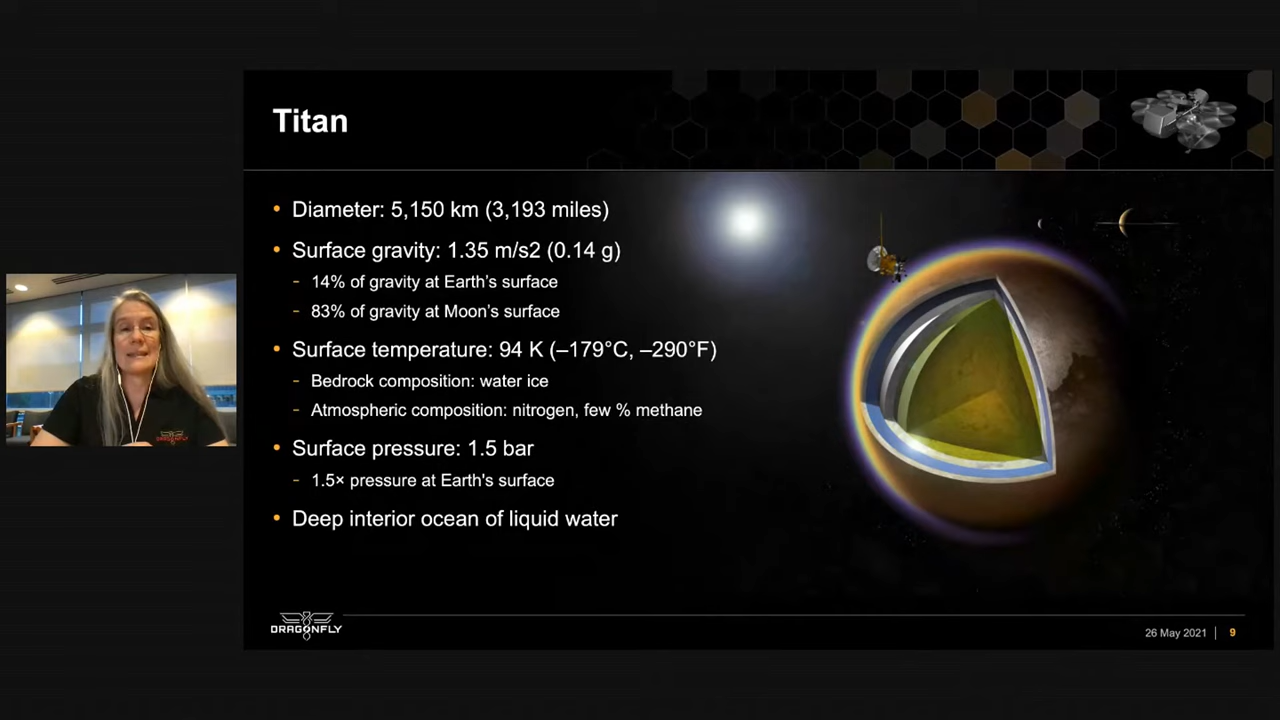 Titan
• Diameter: 5,150 km (3,193 miles)
• Surface gravity: 1.35 m/s2 (0.14 g)
- 14% of gravity at Earth’s surface
- 83% of gravity at Moon’s surface
• Surface temperature: 94 K (–179°C, –290°F)
- Bedrock composition: water ice
- Atmospheric composition: nitrogen, few % methane
• Surface pressure: 1.5 bar
- 1.5× pressure at Earth's surface
• Deep interior ocean of liquid water
DRAGONFLY
DRAGONFLY
26 May 2021 | 9